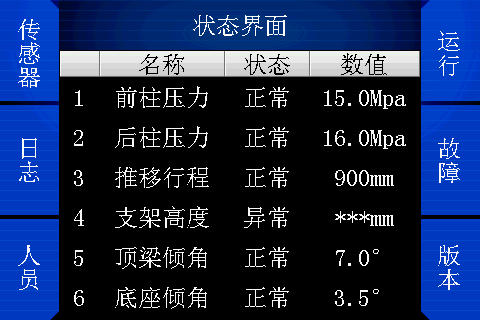 状态界面
传感器
日志
人员
名称 状态 数值
1 前柱压力 正常 15.0Mpa
2 后柱压力 正常 16.0Mpa
3 推移行程 正常 900mm
4 支架高度 异常 ***mm
5 顶梁倾角 正常 7.0°
6 底座倾角 正常 3.5°
运行
故障
版本